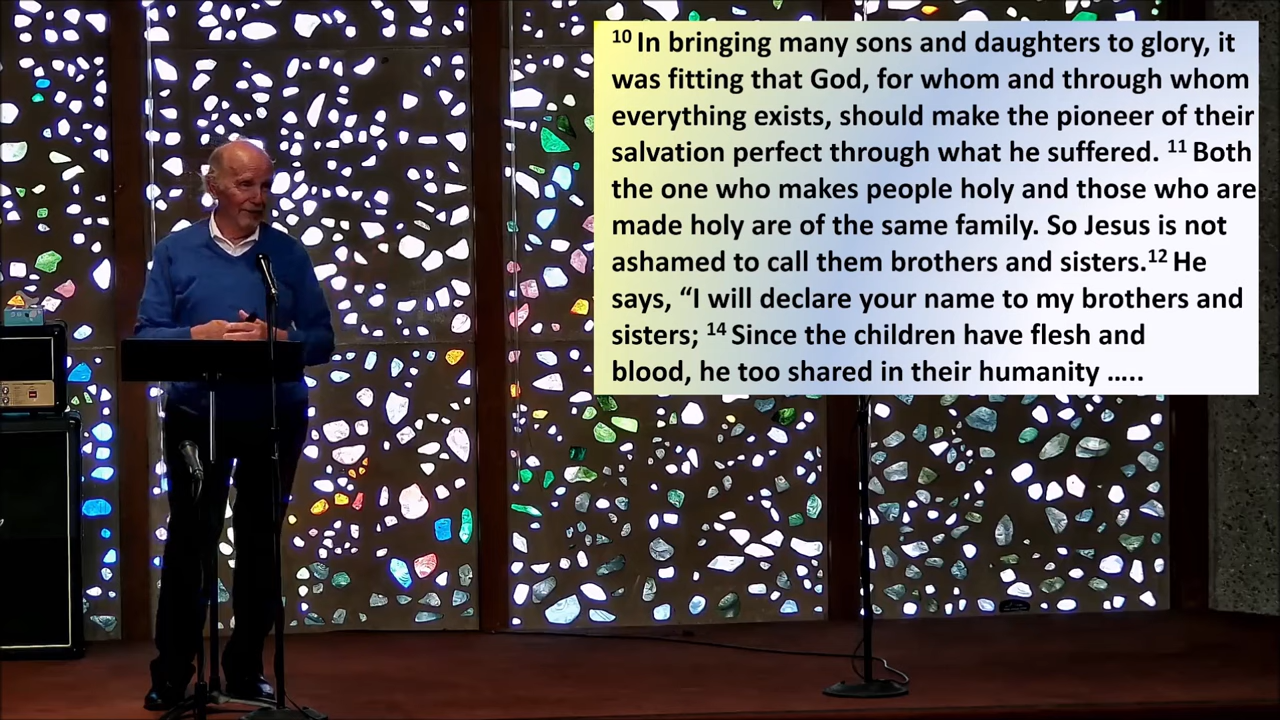 10 In bringing many sons and daughters to glory, it
was fitting that God, for whom and through whom
everything exists, should make the pioneer of their
salvation perfect through what he suffered. 11 Both
the one who makes people holy and those who are
made holy are of the same family. So Jesus is not
ashamed to call them brothers and sisters.12 He
says, “I will declare your name to my brothers and
sisters; 14 Since the children have flesh and
blood, he too shared in their humanity …..